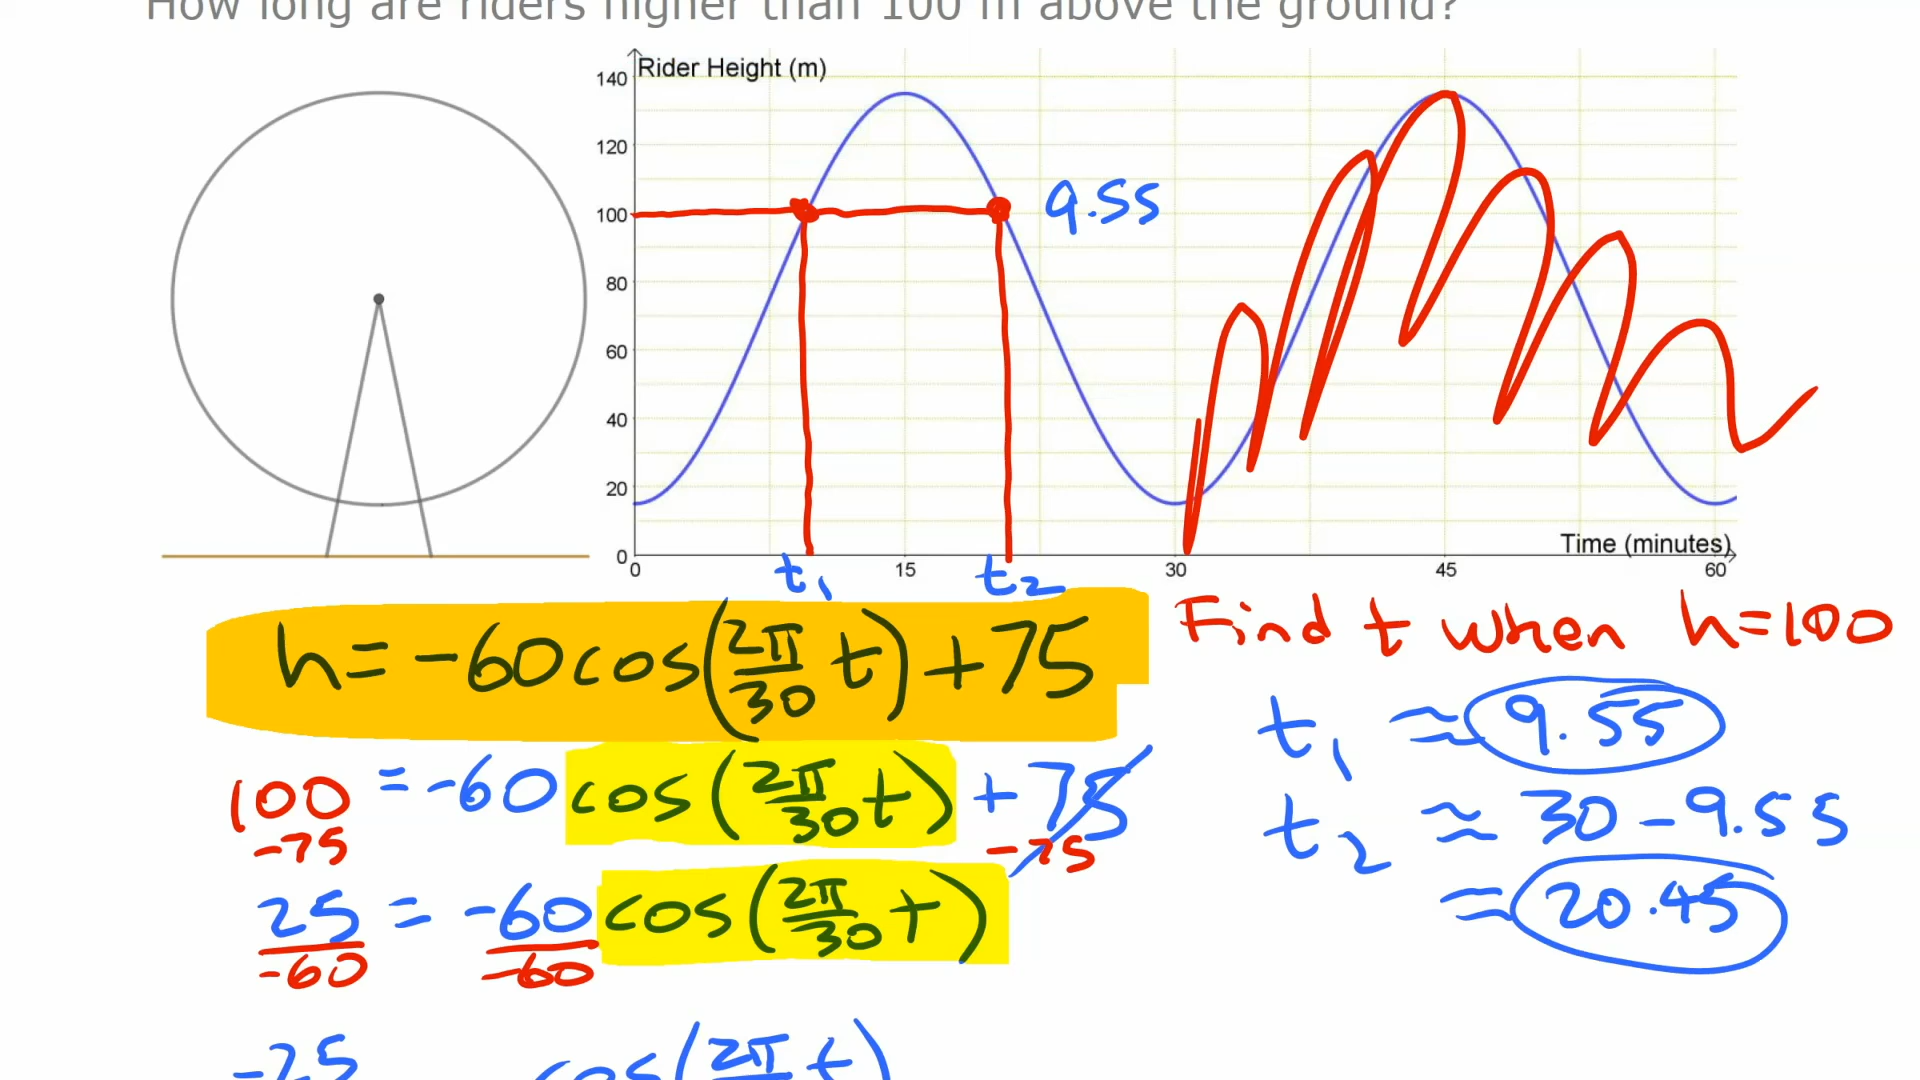 How long are riders higher than 100 m above the ground?
Rider Height (m)
140
120
100
80
60
40
20
0
9.55
Time (minutes)
0 15 30 45 60
t₁ t₂
h = -60cos(2π/30 t) + 75
Find t when h=100
t₁ ≈ 9.55
100 = -60 cos(2π/30 t) + 75
-75 -75
t₂ ≈ 30 - 9.55
25 = -60 cos(2π/30 t)
-60 -60
≈ 20.45
-25 cos(2π t)